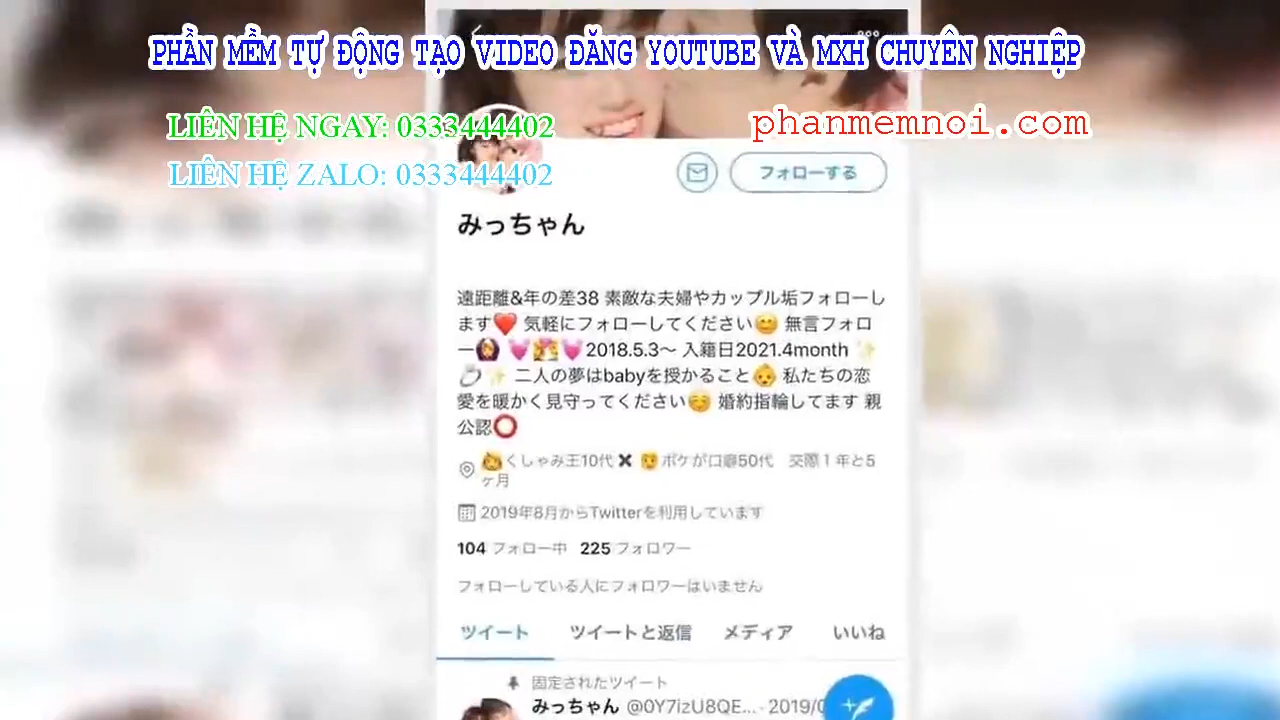 PHẦN MỀM TỰ ĐỘNG TẠO VIDEO ĐĂNG YOUTUBE VÀ MXH CHUYÊN NGHIỆP
LIÊN HỆ NGAY: 0333444402
phanmemnoi.com
LIÊN HỆ ZALO: 0333444402
フォローする
みっちゃん
遠距離&年の差38 素敵な夫婦やカップル垢フォローし
ます❤️ 気軽にフォローしてください😊 無言フォロ
ー🙆 💓💏💓2018.5.3〜 入籍日2021.4month ✨
💍✨ 二人の夢はbabyを授かること👶 私たちの恋
愛を暖かく見守ってください☺️ 婚約指輪してます 親
公認⭕
👧くしゃみ王10代✖👨ボケが口癖50代 交際1年と5
ヶ月
2019年8月からTwitterを利用しています
104 フォロー中 225 フォロワー
フォローしている人にフォロワーはいません
ツイート ツイートと返信 メディア いいね
固定されたツイート
みっちゃん @0Y7izU8QE... · 2019/0